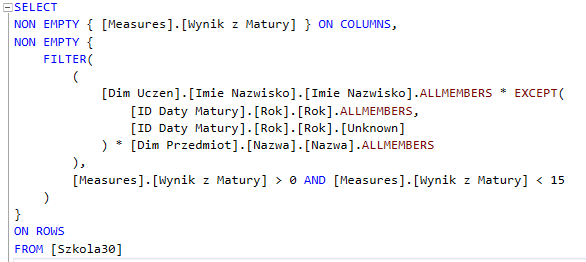 SELECT
NON EMPTY { [Measures].[Wynik z Matury] } ON COLUMNS,
NON EMPTY {
FILTER(
(
[Dim Uczen].[Imie Nazwisko].[Imie Nazwisko].ALLMEMBERS * EXCEPT(
[ID Daty Matury].[Rok].[Rok].ALLMEMBERS,
[ID Daty Matury].[Rok].[Rok].[Unknown]
) * [Dim Przedmiot].[Nazwa].[Nazwa].ALLMEMBERS
),
[Measures].[Wynik z Matury] > 0 AND [Measures].[Wynik z Matury] < 15
)
}
ON ROWS
FROM [Szkola30]